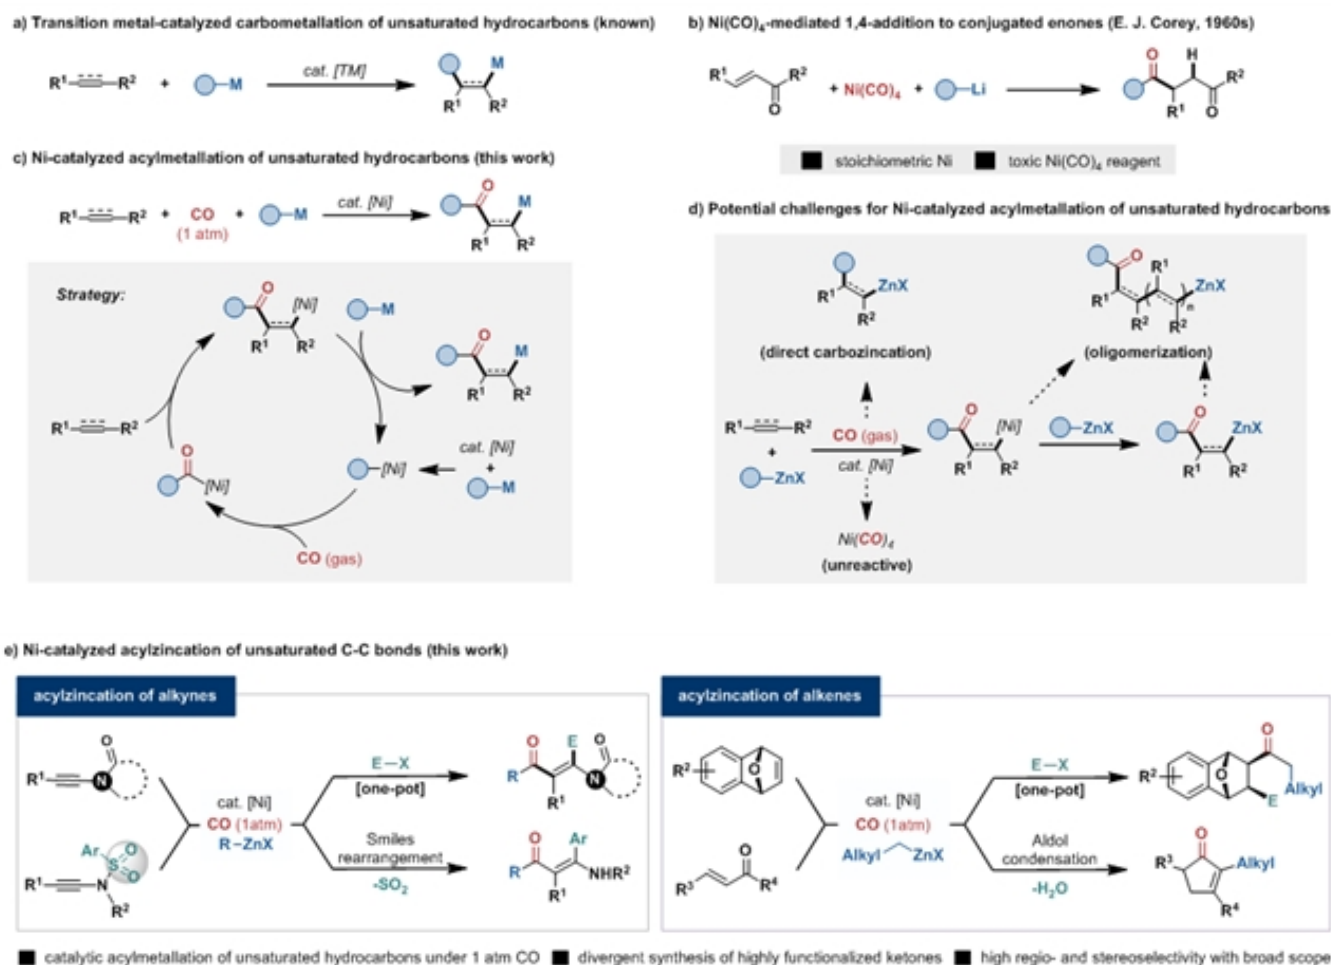 a) Transition metal-catalyzed carbometallation of unsaturated hydrocarbons (known)
R¹ R² + M cat. [TM] M R¹ R²
b) Ni(CO)₄-mediated 1,4-addition to conjugated enones (E. J. Corey, 1960s)
R¹ R² O + Ni(CO)₄ + Li O H R² R¹ O
stoichiometric Ni toxic Ni(CO)₄ reagent
c) Ni-catalyzed acylmetallation of unsaturated hydrocarbons (this work)
R¹ R² + CO + M cat. [Ni] O M R¹ R²
(1 atm)
Strategy:
O [Ni] R¹ R²
M
O M R¹ R²
R¹ R²
cat. [Ni]
+
M
[Ni]
O [Ni]
CO (gas)
d) Potential challenges for Ni-catalyzed acylmetallation of unsaturated hydrocarbons
R¹ ZnX R²
(direct carbozincation)
O R¹ ZnX R¹ R² R² n
(oligomerization)
R¹ R²
+
ZnX
CO (gas)
cat. [Ni]
O [Ni] R¹ R²
ZnX
O ZnX R¹ R²
Ni(CO)₄
(unreactive)
e) Ni-catalyzed acylzincation of unsaturated C-C bonds (this work)
acylzincation of alkynes
R¹ N O
Ar S O O
R¹ N
R²
cat. [Ni]
CO (1atm)
R–ZnX
E–X
[one-pot]
O E O
R N
R¹
Smiles
rearrangement
-SO₂
O Ar
R NHR²
R¹
acylzincation of alkenes
R² O
O
R³ R⁴
cat. [Ni]
CO (1atm)
Alkyl ZnX
E–X
[one-pot]
R² O O
E Alkyl
Aldol
condensation
-H₂O
O
R³ Alkyl
R⁴
catalytic acylmetallation of unsaturated hydrocarbons under 1 atm CO divergent synthesis of highly functionalized ketones high regio- and stereoselectivity with broad scope